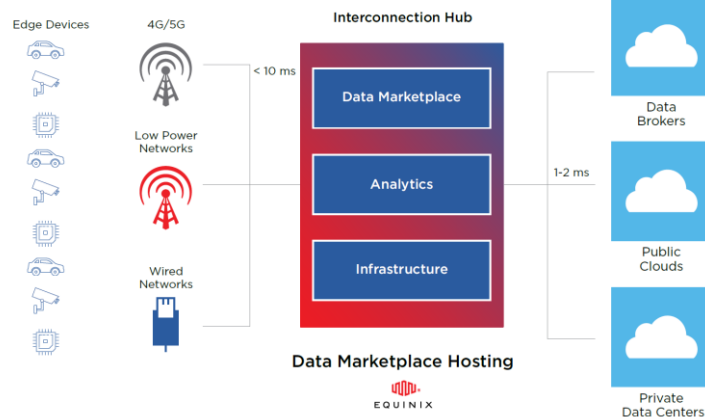 Edge Devices
4G/5G
Interconnection Hub
< 10 ms
Data Marketplace
Low Power
Networks
Analytics
1-2 ms
Wired
Networks
Infrastructure
Data
Brokers
Public
Clouds
Private
Data Centers
Data Marketplace Hosting
EQUINIX